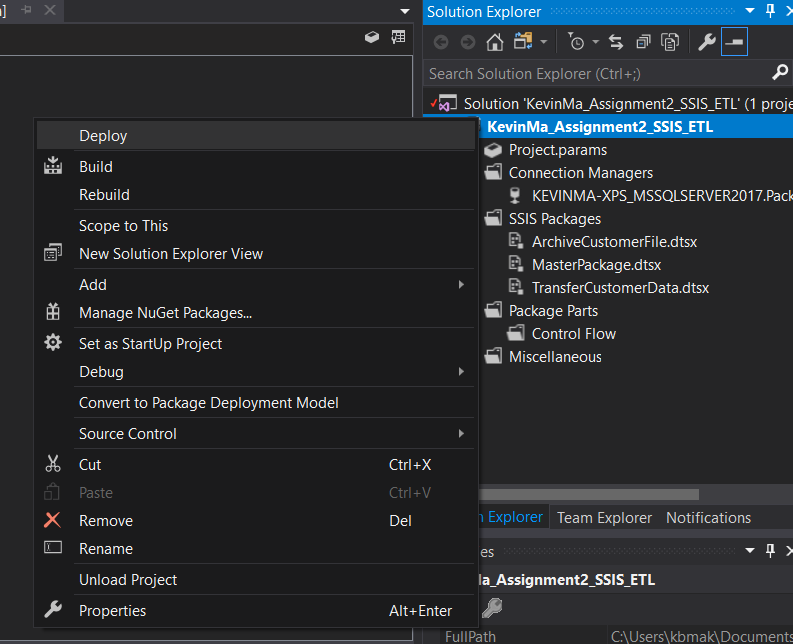 Solution Explorer
Search Solution Explorer (Ctrl+;)
Solution 'KevinMa_Assignment2_SSIS_ETL' (1 proje
KevinMa_Assignment2_SSIS_ETL
Project.params
Connection Managers
KEVINMA-XPS_MSSQLSERVER2017.Pack
SSIS Packages
ArchiveCustomerFile.dtsx
MasterPackage.dtsx
TransferCustomerData.dtsx
Package Parts
Control Flow
Miscellaneous
Deploy
Build
Rebuild
Scope to This
New Solution Explorer View
Add
Manage NuGet Packages...
Set as StartUp Project
Debug
Convert to Package Deployment Model
Source Control
Cut Ctrl+X
Paste Ctrl+V
Remove Del
Rename
Unload Project
Properties Alt+Enter
n Explorer Team Explorer Notifications
es
Ma_Assignment2_SSIS_ETL
FullPath C:\Users\kbmak\Documents